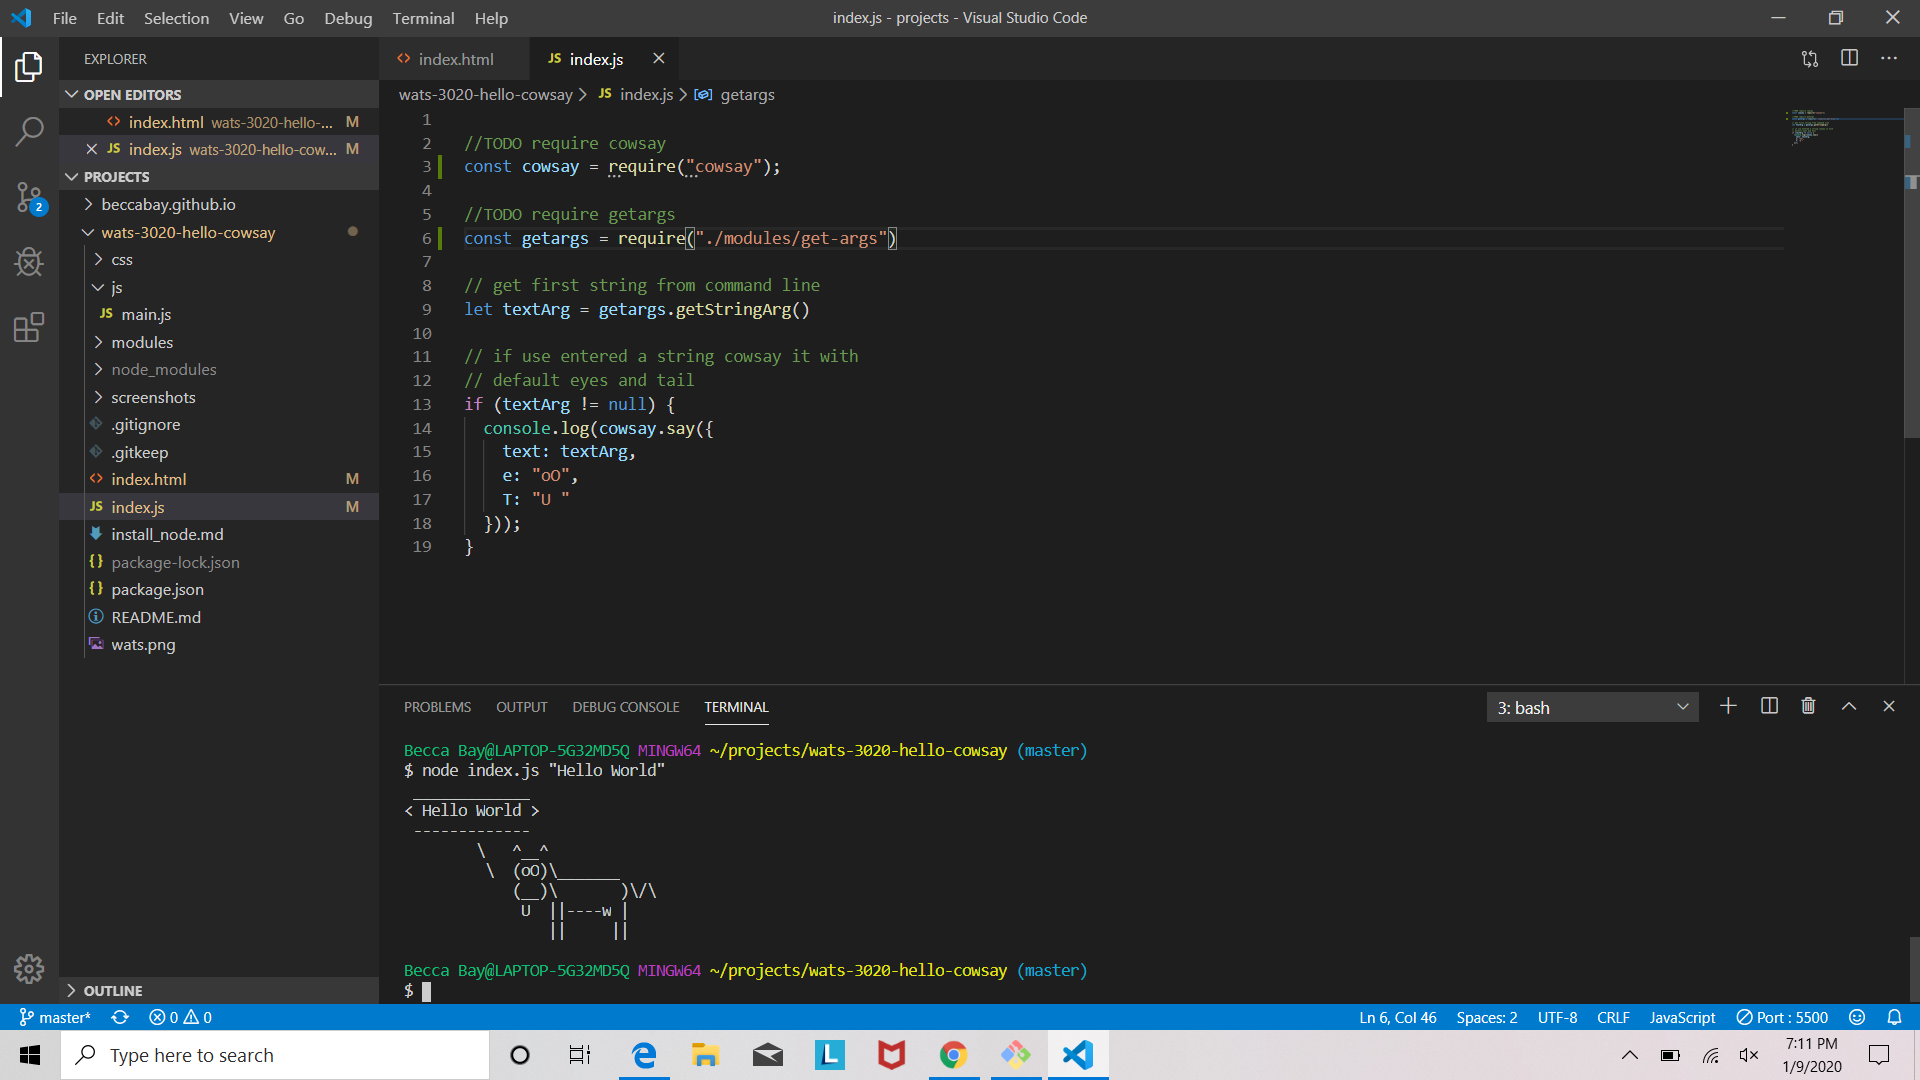 File Edit Selection View Go Debug Terminal Help
index.js - projects - Visual Studio Code
EXPLORER
OPEN EDITORS
index.html wats-3020-hello-... M
JS index.js wats-3020-hello-cow... M
PROJECTS
beccabay.github.io
wats-3020-hello-cowsay
css
js
JS main.js
modules
node_modules
screenshots
.gitignore
.gitkeep
index.html M
JS index.js M
install_node.md
{} package-lock.json
{} package.json
README.md
wats.png
OUTLINE
2
<> index.html
JS index.js
wats-3020-hello-cowsay > JS index.js > getargs
1
2 //TODO require cowsay
3 const cowsay = require("cowsay");
4
5 //TODO require getargs
6 const getargs = require("./modules/get-args")
7
8 // get first string from command line
9 let textArg = getargs.getStringArg()
10
11 // if use entered a string cowsay it with
12 // default eyes and tail
13 if (textArg != null) {
14   console.log(cowsay.say({
15     text: textArg,
16     e: "oO",
17     T: "U "
18   }));
19 }
PROBLEMS OUTPUT DEBUG CONSOLE TERMINAL
3: bash
Becca Bay@LAPTOP-5G32MD5Q MINGW64 ~/projects/wats-3020-hello-cowsay (master)
$ node index.js "Hello World"
 _____________
< Hello World >
 -------------
        \   ^__^
         \  (oO)\_______
            (__)\       )\/\
             U  ||----w |
                ||     ||
Becca Bay@LAPTOP-5G32MD5Q MINGW64 ~/projects/wats-3020-hello-cowsay (master)
$
master* 0 0
Ln 6, Col 46 Spaces: 2 UTF-8 CRLF JavaScript Port : 5500
Type here to search
L
7:11 PM
1/9/2020